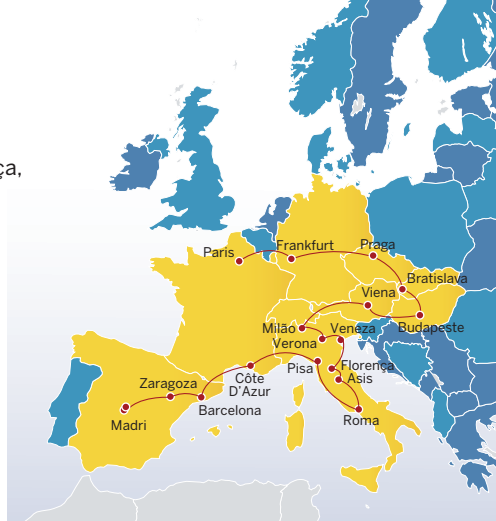 ça,
Paris
Frankfurt
Praga
Bratislava
Viena
Milão
Veneza
Budapeste
Verona
Pisa
Florença
Asis
Côte
D'Azur
Zaragoza
Barcelona
Madri
Roma